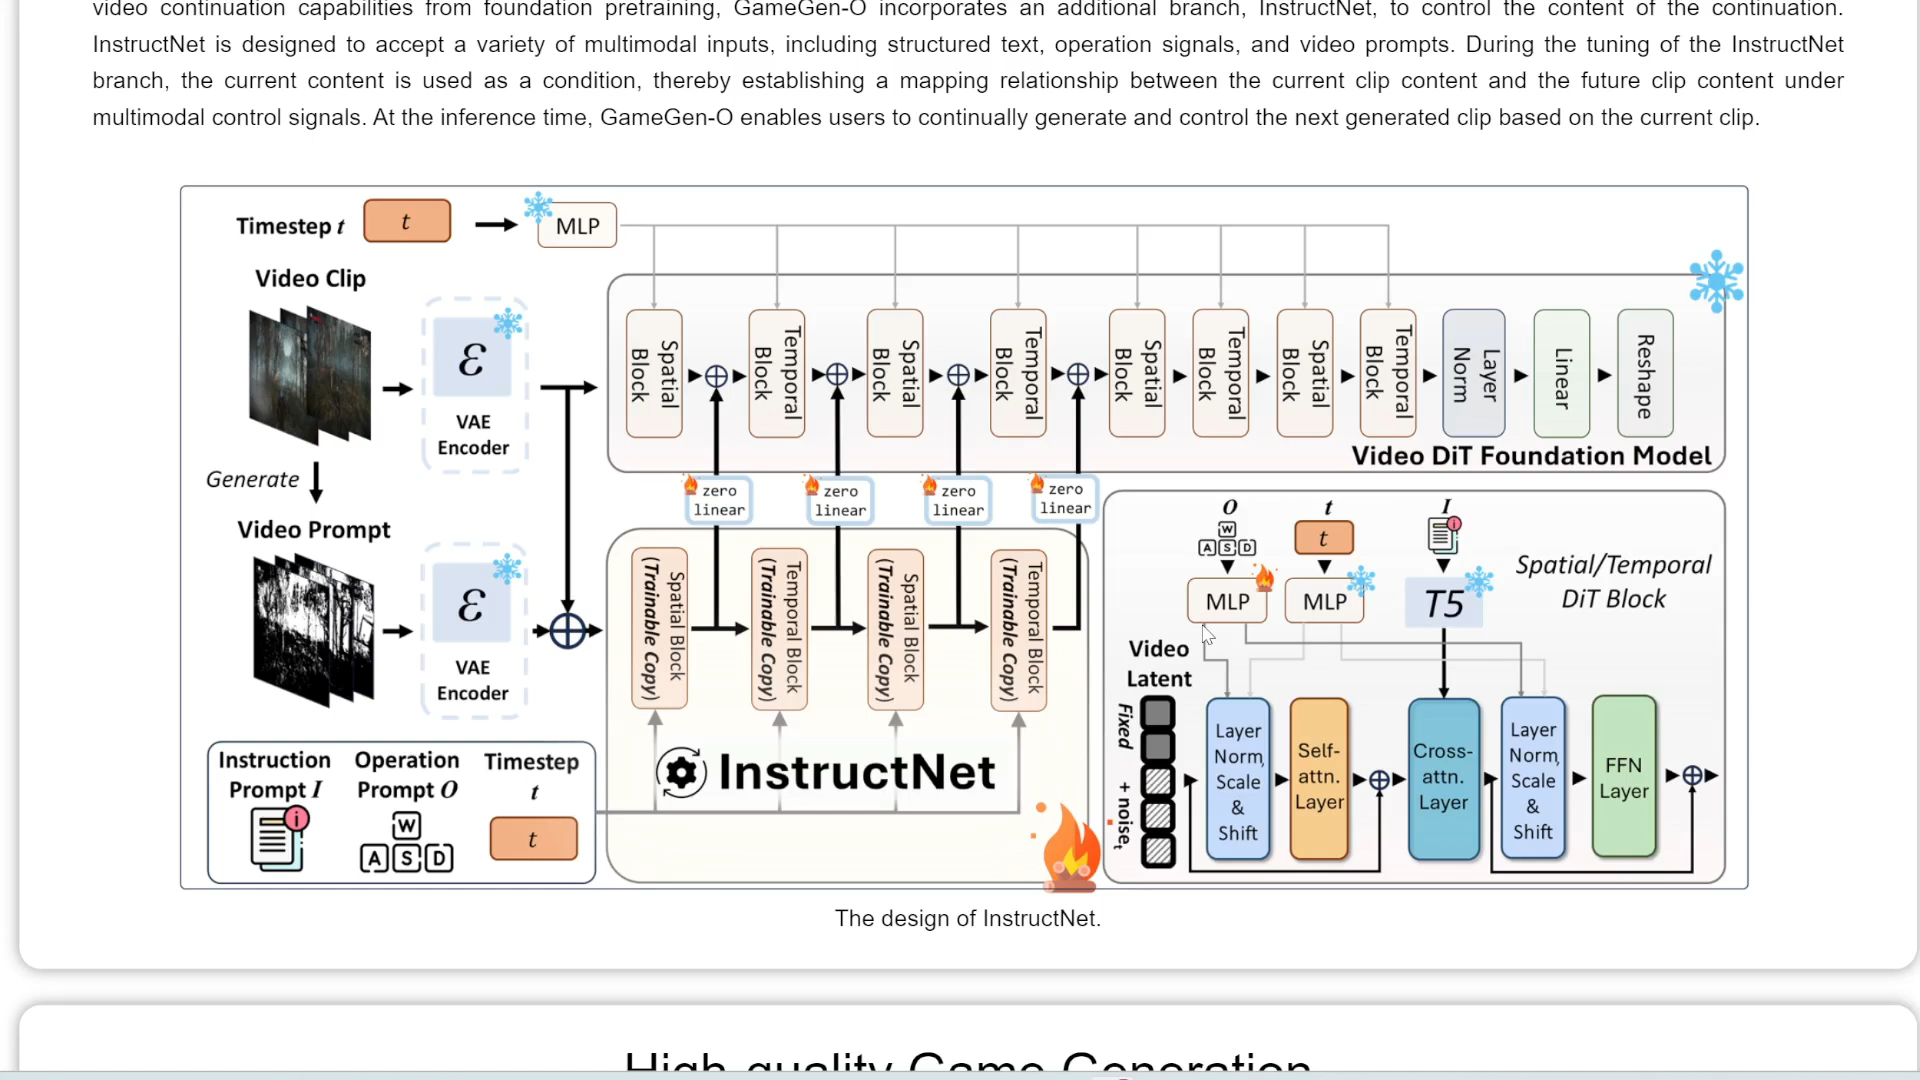 video continuation capabilities from foundation pretraining, GameGen-O incorporates an additional branch, InstructNet, to control the content of the continuation.
InstructNet is designed to accept a variety of multimodal inputs, including structured text, operation signals, and video prompts. During the tuning of the InstructNet
branch, the current content is used as a condition, thereby establishing a mapping relationship between the current clip content and the future clip content under
multimodal control signals. At the inference time, GameGen-O enables users to continually generate and control the next generated clip based on the current clip.
Timestep t
t
MLP
Video Clip
ε
VAE
Encoder
Generate
Video Prompt
ε
VAE
Encoder
Spatial
Block
Temporal
Block
Spatial
Block
Temporal
Block
Spatial
Block
Temporal
Block
Spatial
Block
Temporal
Block
Layer
Norm
Linear
Reshape
Video DiT Foundation Model
zero
linear
zero
linear
zero
linear
zero
linear
Spatial Block
(Trainable Copy)
Temporal Block
(Trainable Copy)
Spatial Block
(Trainable Copy)
Temporal Block
(Trainable Copy)
InstructNet
Instruction
Prompt I
i
Operation
Prompt O
W
A S D
Timestep
t
t
O
W
A S D
MLP
t
t
MLP
I
i
T5
Spatial/Temporal
DiT Block
Video
Latent
Fixed
+ noise t
Layer
Norm,
Scale
&
Shift
Self-
attn.
Layer
Cross-
attn.
Layer
Layer
Norm,
Scale
&
Shift
FFN
Layer
The design of InstructNet.
High-quality Game Generation